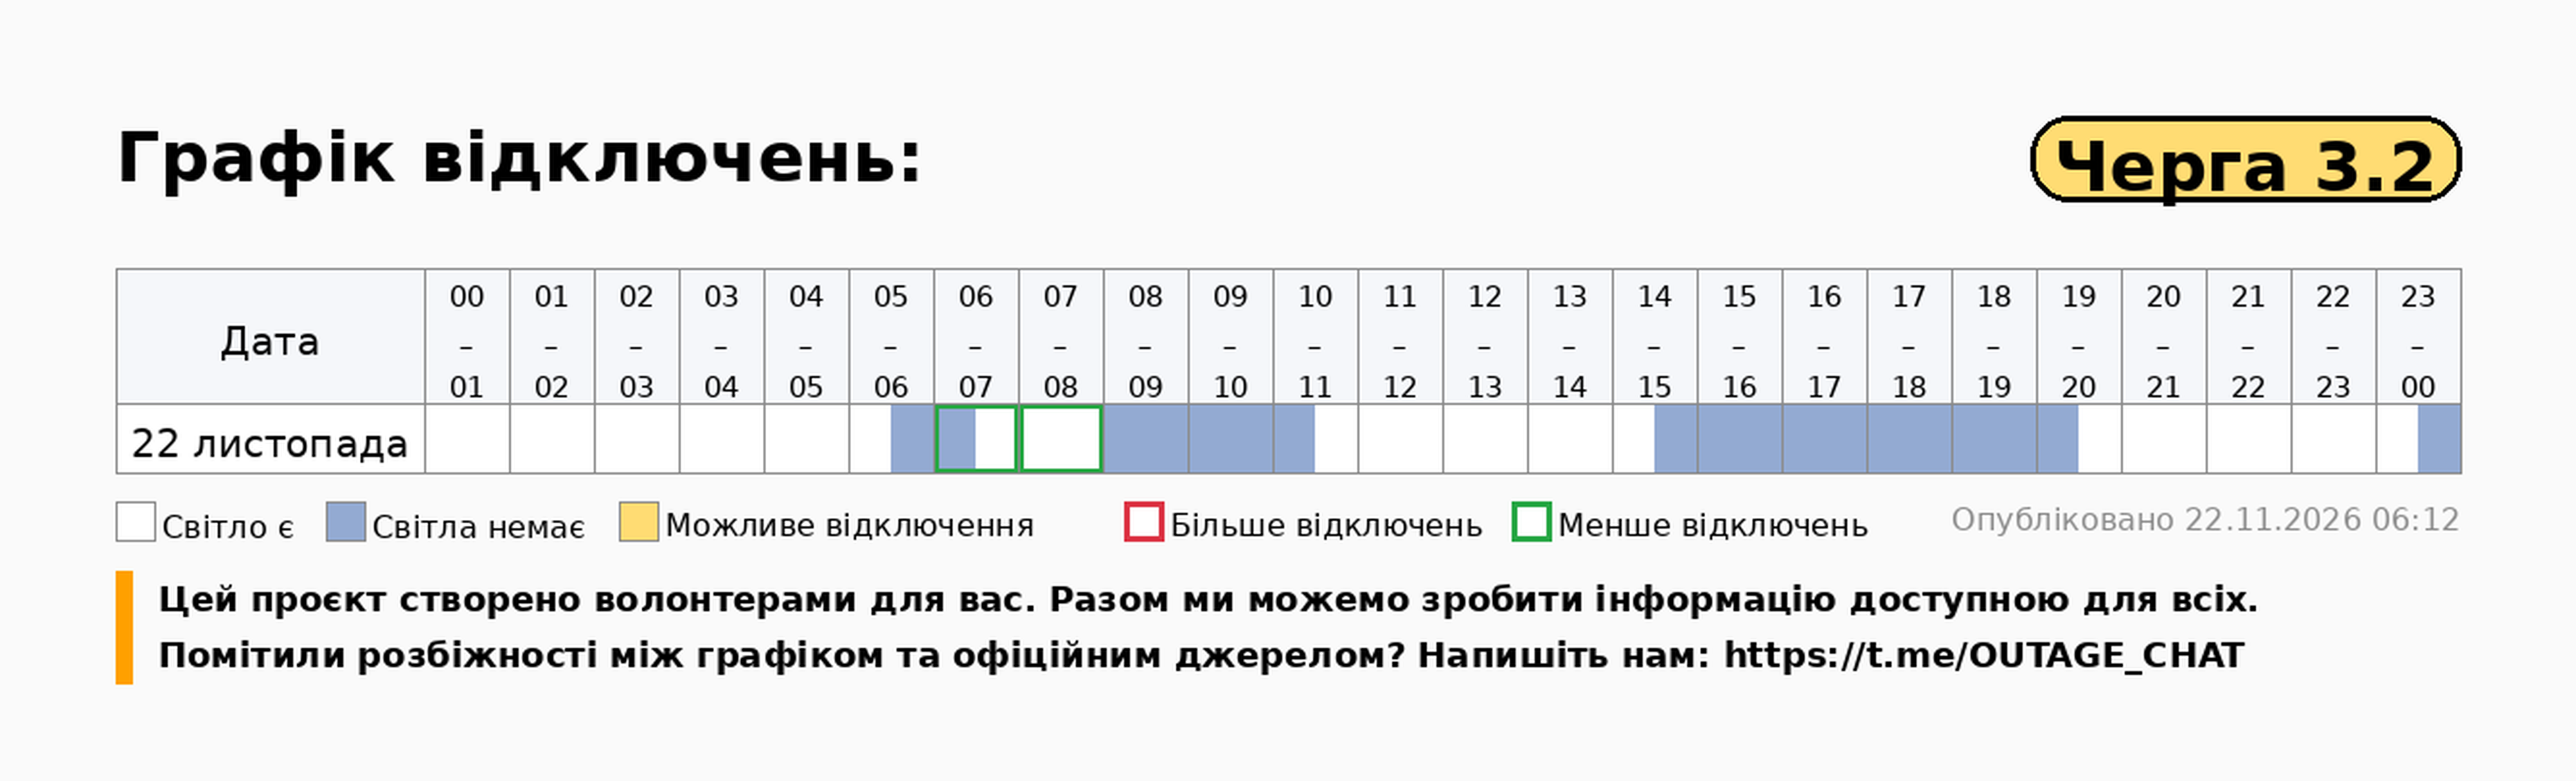 Графік відключень:
Черга 3.2
Дата 00 – 01 01 – 02 02 – 03 03 – 04 04 – 05 05 – 06 06 – 07 07 – 08 08 – 09 09 – 10 10 – 11 11 – 12 12 – 13 13 – 14 14 – 15 15 – 16 16 – 17 17 – 18 18 – 19 19 – 20 20 – 21 21 – 22 22 – 23 23 – 00
22 листопада
Світло є Світла немає Можливе відключення Більше відключень Менше відключень Опубліковано 22.11.2026 06:12
Цей проєкт створено волонтерами для вас. Разом ми можемо зробити інформацію доступною для всіх.
Помітили розбіжності між графіком та офіційним джерелом? Напишіть нам: https://t.me/OUTAGE_CHAT